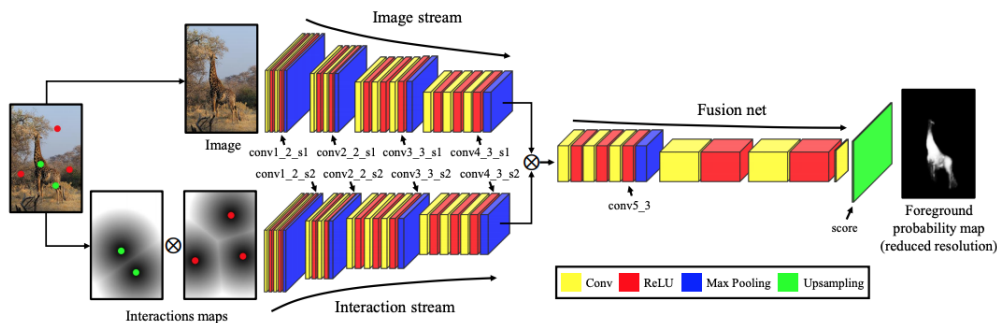 Image stream
Image
conv1_2_s1
conv2_2_s1
conv3_3_s1
conv4_3_s1
conv1_2_s2
conv2_2_s2
conv3_3_s2
conv4_3_s2
Interactions maps
Interaction stream
Fusion net
conv5_3
score
Foreground
probability map
(reduced resolution)
Conv
ReLU
Max Pooling
Upsampling